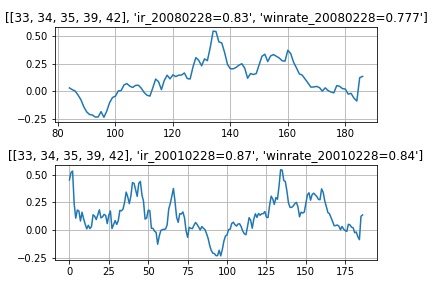 [[33, 34, 35, 39, 42], 'ir_20080228=0.83', 'winrate_20080228=0.777']
0.50
0.25
0.00
−0.25
80 100 120 140 160 180
[[33, 34, 35, 39, 42], 'ir_20010228=0.87', 'winrate_20010228=0.84']
0.50
0.25
0.00
−0.25
0 25 50 75 100 125 150 175